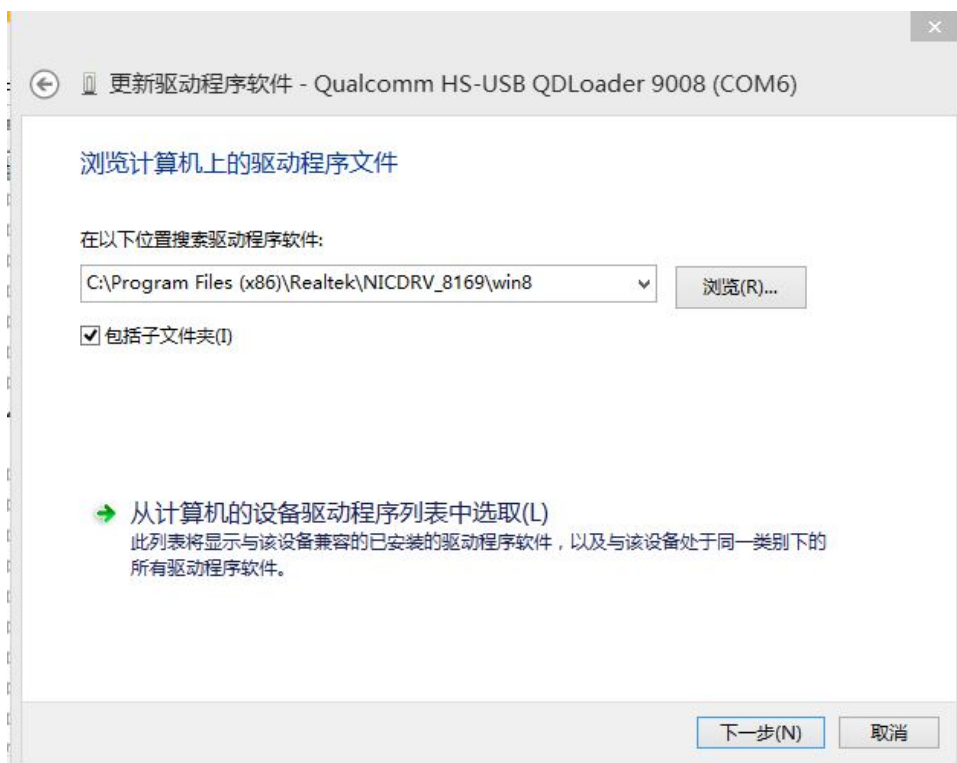 更新驱动程序软件 - Qualcomm HS-USB QDLoader 9008 (COM6)
浏览计算机上的驱动程序文件
在以下位置搜索驱动程序软件:
C:\Program Files (x86)\Realtek\NICDRV_8169\win8
浏览(R)...
包括子文件夹(I)
从计算机的设备驱动程序列表中选取(L)
此列表将显示与该设备兼容的已安装的驱动程序软件，以及与该设备处于同一类别下的
所有驱动程序软件。
下一步(N)
取消